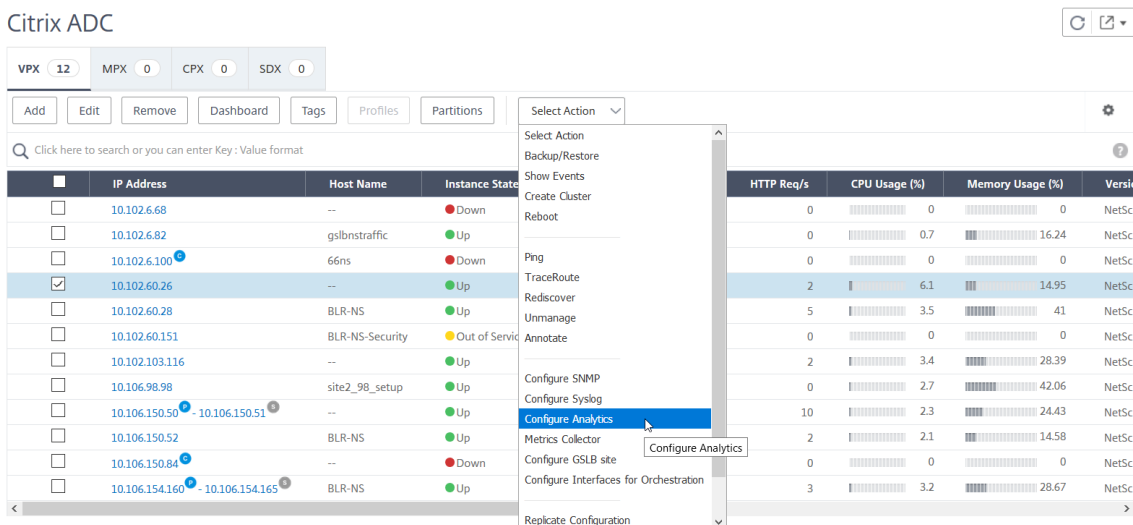 Citrix ADC
VPX 12 MPX 0 CPX 0 SDX 0
Add Edit Remove Dashboard Tags Profiles Partitions Select Action
Click here to search or you can enter Key : Value format
?
IP Address Host Name Instance State HTTP Req/s CPU Usage (%) Memory Usage (%) Versi
10.102.6.68 -- Down 0 0 0 NetSc
10.102.6.82 gslbnstraffic Up 0 0.7 16.24 NetSc
10.102.6.100 C 66ns Down 0 0 0 NetSc
10.102.60.26 -- Up 2 6.1 14.95 NetSc
10.102.60.28 BLR-NS Up 5 3.5 41 NetSc
10.102.60.151 BLR-NS-Security Out of Servic 0 0 0 NetSc
10.102.103.116 -- Up 2 3.4 28.39 NetSc
10.106.98.98 site2_98_setup Up 0 2.7 42.06 NetSc
10.106.150.50 P - 10.106.150.51 S -- Up 10 2.3 24.43 NetSc
10.106.150.52 BLR-NS Up 2 2.1 14.58 NetSc
10.106.150.84 C -- Down 0 0 0 NetSc
10.106.154.160 P - 10.106.154.165 S BLR-NS Up 3 3.2 28.67 NetSc
Select Action
Backup/Restore
Show Events
Create Cluster
Reboot
Ping
TraceRoute
Rediscover
Unmanage
Annotate
Configure SNMP
Configure Syslog
Configure Analytics
Metrics Collector
Configure GSLB site
Configure Interfaces for Orchestration
Replicate Configuration
Configure Analytics